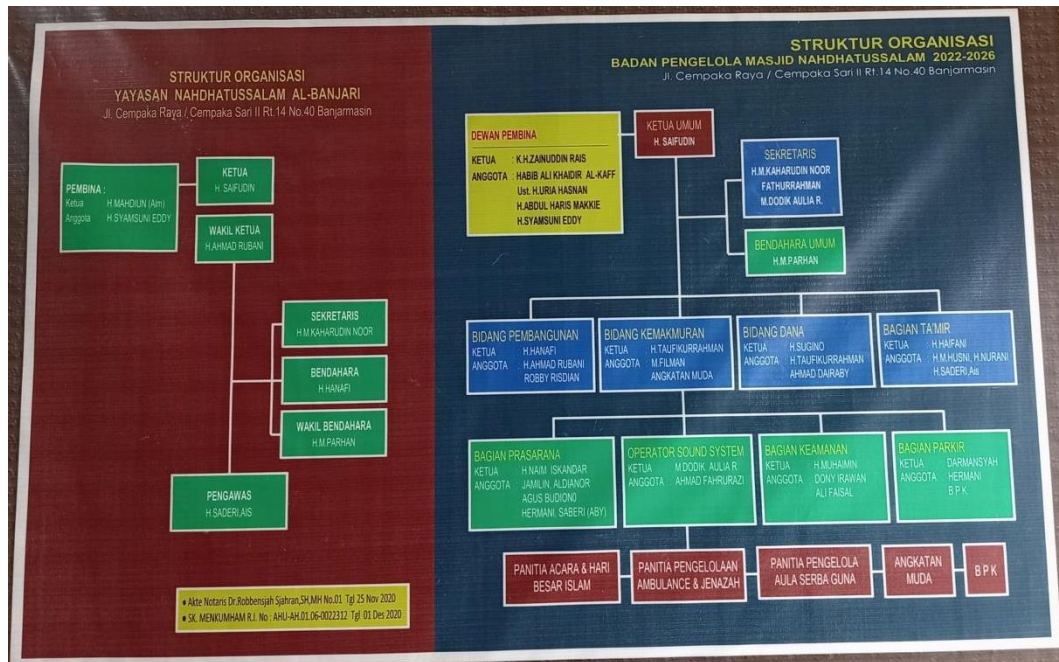 STRUKTUR ORGANISASI
YAYASAN NAHDHATUSSALAM AL-BANJARI
Jl. Cempaka Raya / Cempaka Sari II Rt.14 No.40 Banjarmasin
PEMBINA :
Ketua H.MAHDIUN (Alm)
Anggota H.SYAMSUNI EDDY
KETUA
H. SAIFUDIN
WAKIL KETUA
H.AHMAD RUBANI
SEKRETARIS
H.M.KAHARUDIN NOOR
BENDAHARA
H.HANAFI
WAKIL BENDAHARA
H.M.PARHAN
PENGAWAS
H.SADERI,AIS
• Akte Notaris Dr.Robbensjah Sjahran,SH,MH No.01 Tgl 25 Nov 2020
• SK. MENKUMHAM R.I. No : AHU-AH.01.06-0022312 Tgl 01 Des 2020
STRUKTUR ORGANISASI
BADAN PENGELOLA MASJID NAHDHATUSSALAM 2022-2026
Jl. Cempaka Raya / Cempaka Sari II Rt.14 No.40 Banjarmasin
DEWAN PEMBINA
KETUA : K.H.ZAINUDDIN RAIS
ANGGOTA : HABIB ALI KHAIDIR AL-KAFF
Ust. H.URIA HASNAN
H.ABDUL HARIS MAKKIE
H.SYAMSUNI EDDY
KETUA UMUM
H. SAIFUDIN
SEKRETARIS
H.M.KAHARUDIN NOOR
FATHURRAHMAN
M.DODIK AULIA R.
BENDAHARA UMUM
H.M.PARHAN
BIDANG PEMBANGUNAN
KETUA : H.HANAFI
ANGGOTA : H.AHMAD RUBANI
ROBBY RISDIAN
BIDANG KEMAKMURAN
KETUA : H.TAUFIKURRAHMAN
ANGGOTA : M.FILMAN
ANGKATAN MUDA
BIDANG DANA
KETUA : H.SUGINO
ANGGOTA : H.TAUFIKURRAHMAN
AHMAD DAIRABY
BAGIAN TA'MIR
KETUA : H.HAIFANI
ANGGOTA : H.M.HUSNI, H.NURANI
H.SADERI,Ais
BAGIAN PRASARANA
KETUA : H.NAIM ISKANDAR
ANGGOTA : JAMILIN, ALDIANOR
AGUS BUDIONO
HERMANI, SABERI (ABY)
OPERATOR SOUND SYSTEM
KETUA : M.DODIK AULIA R
ANGGOTA : AHMAD FAHRURAZI
BAGIAN KEAMANAN
KETUA : H.MUHAIMIN
ANGGOTA : DONY IRAWAN
ALI FAISAL
BAGIAN PARKIR
KETUA : DARMANSYAH
ANGGOTA : HERMANI
B P K
PANITIA ACARA & HARI
BESAR ISLAM
PANITIA PENGELOLAAN
AMBULANCE & JENAZAH
PANITIA PENGELOLA
AULA SERBA GUNA
ANGKATAN
MUDA
B P K